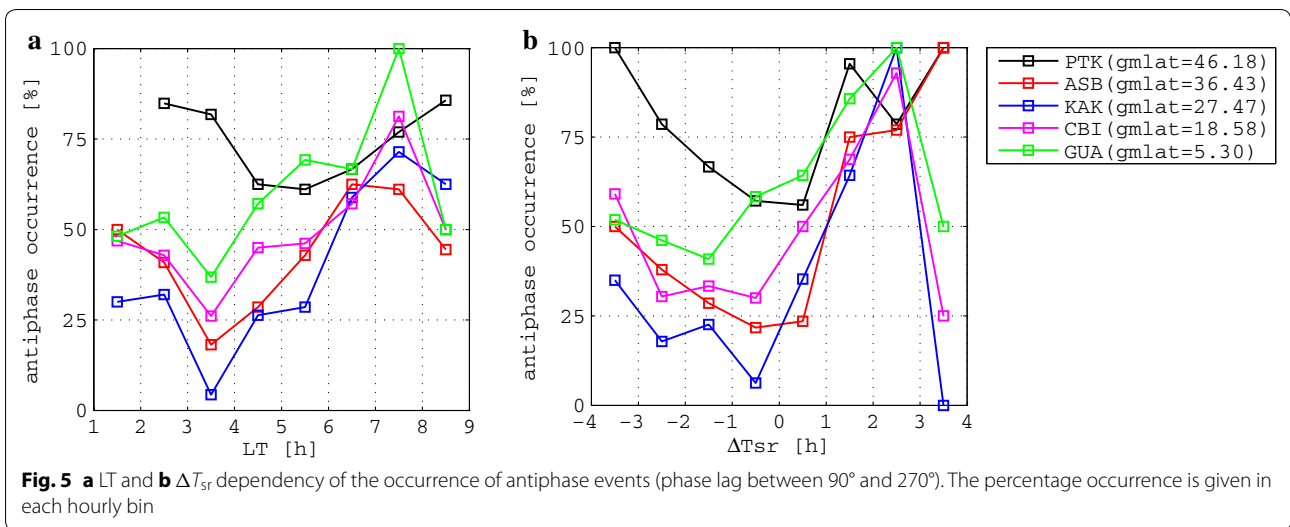 a
100
75
50
25
0
antiphase occurrence [%]
1 2 3 4 5 6 7 8 9
LT [h]
b
100
75
50
25
0
antiphase occurrence [%]
−4 −3 −2 −1 0 1 2 3 4
ΔTsr [h]
PTK(gmlat=46.18)
ASB(gmlat=36.43)
KAK(gmlat=27.47)
CBI(gmlat=18.58)
GUA(gmlat=5.30)
Fig. 5 a LT and b ΔTsr dependency of the occurrence of antiphase events (phase lag between 90° and 270°). The percentage occurrence is given in
each hourly bin